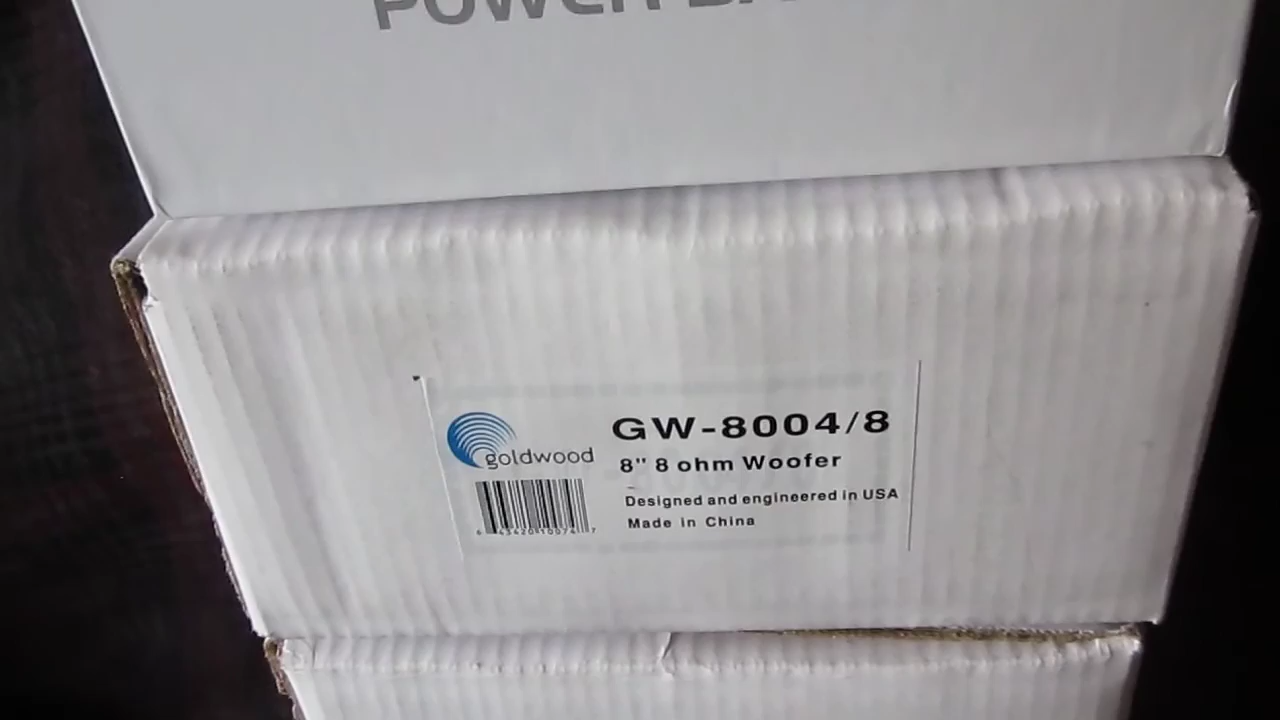 POWER
goldwood
GW-8004/8
8" 8 ohm Woofer
Designed and engineered in USA
Made in China